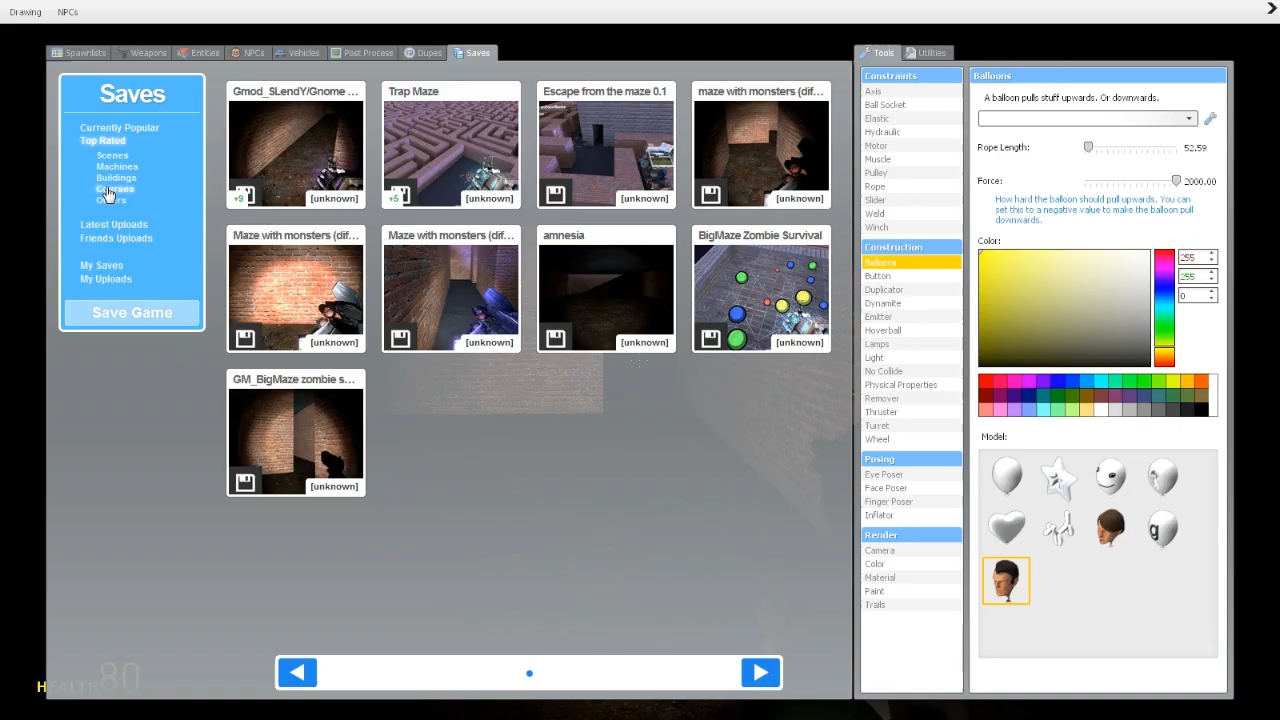 Drawing
NPCs
Spawnlists
Weapons
Entities
NPCs
Vehicles
Post Process
Dupes
Saves
Tools
Utilities
Saves
Currently Popular
Top Rated
Scenes
Machines
Buildings
Courses
Others
Latest Uploads
Friends Uploads
My Saves
My Uploads
Save Game
Gmod_SLendY/Gnome ...
+9
[unknown]
Trap Maze
+5
[unknown]
Escape from the maze 0.1
[unknown]
maze with monsters (dif...
[unknown]
Maze with monsters (dif...
[unknown]
Maze with monsters (dif...
[unknown]
amnesia
[unknown]
BigMaze Zombie Survival
[unknown]
GM_BigMaze zombie s...
[unknown]
HEALTH 80
Constraints
Axis
Ball Socket
Elastic
Hydraulic
Motor
Muscle
Pulley
Rope
Slider
Weld
Winch
Construction
Balloons
Button
Duplicator
Dynamite
Emitter
Hoverball
Lamps
Light
No Collide
Physical Properties
Remover
Thruster
Turret
Wheel
Posing
Eye Poser
Face Poser
Finger Poser
Inflator
Render
Camera
Color
Material
Paint
Trails
Balloons
A balloon pulls stuff upwards. Or downwards.
Rope Length:
52.59
Force:
2000.00
How hard the balloon should pull upwards. You can
set this to a negative value to make the balloon pull
downwards.
Color:
255
255
0
Model:
g